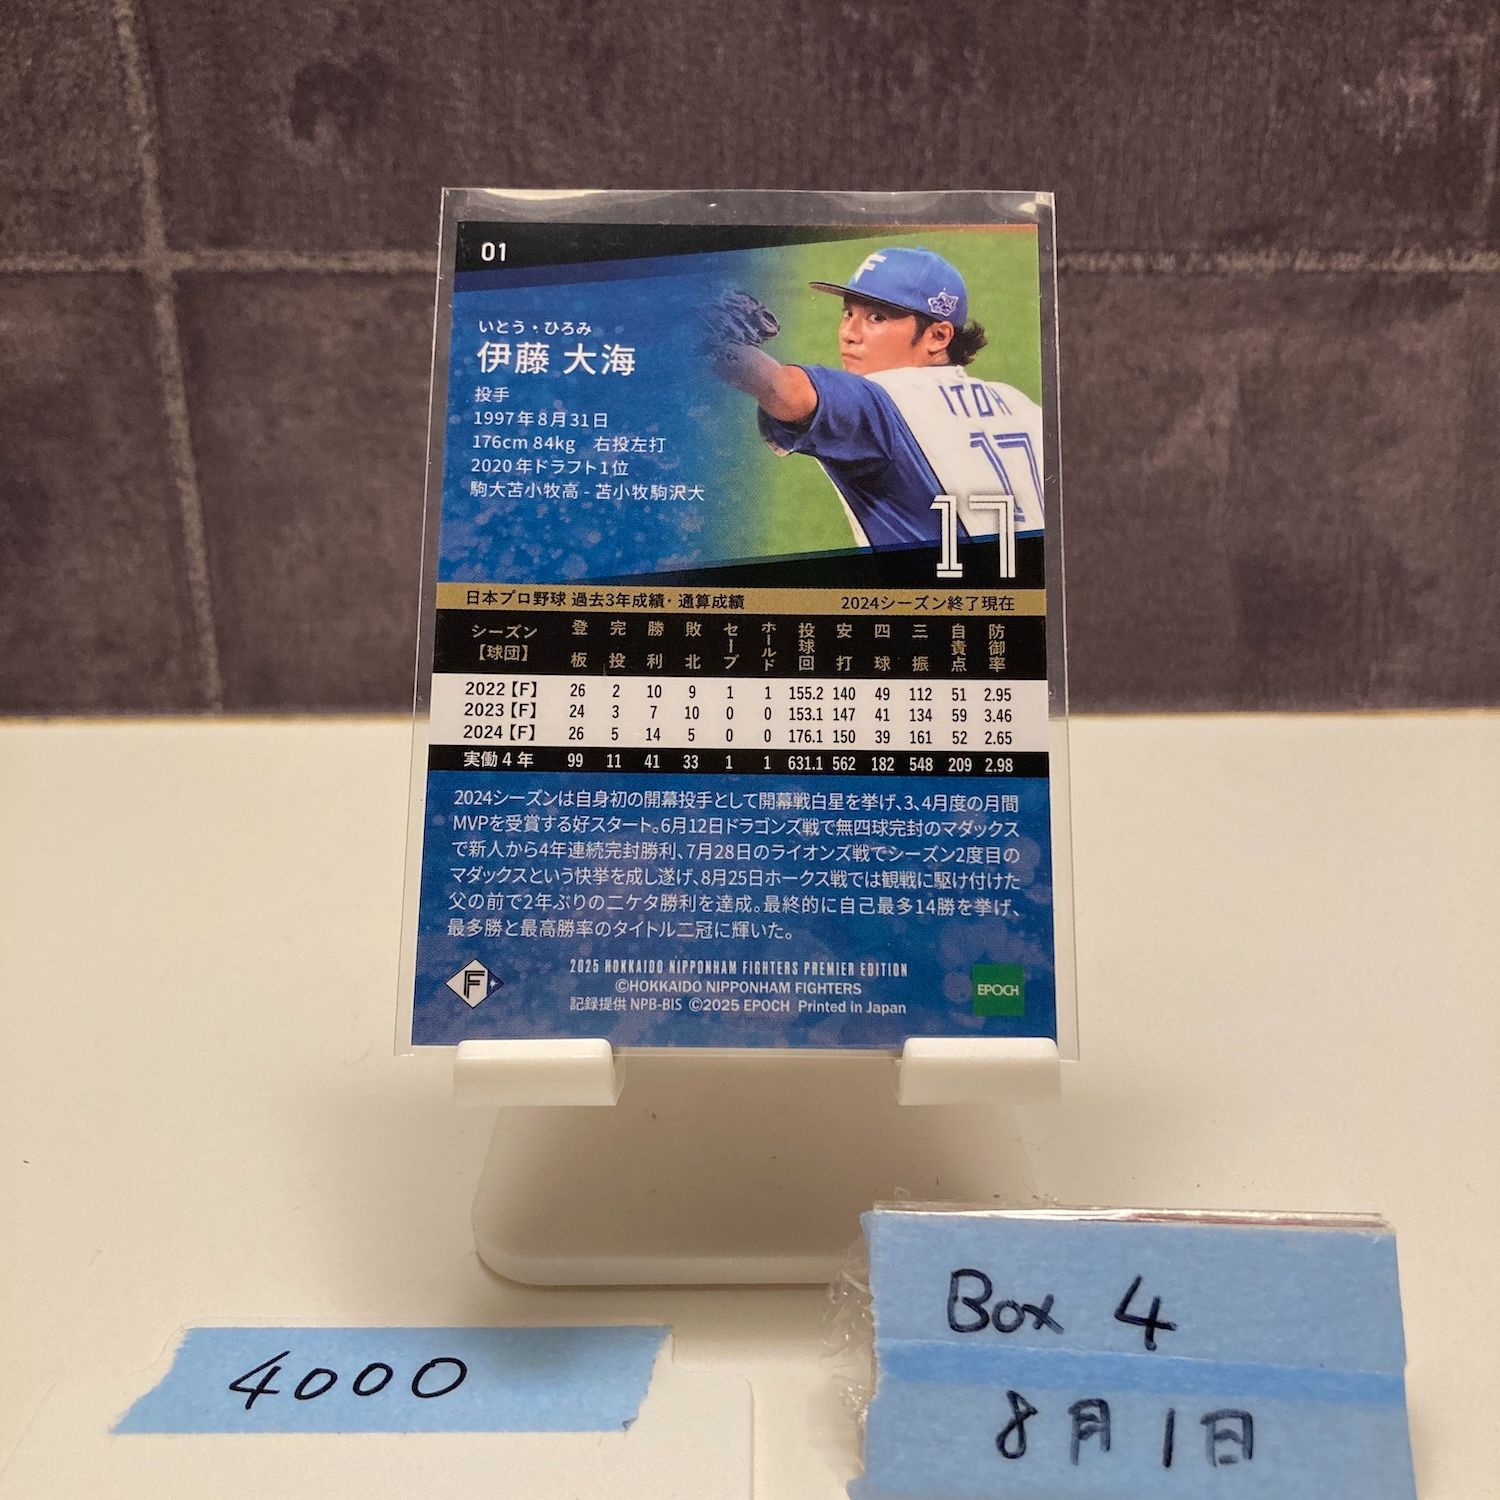 01
いとう・ひろみ
伊藤 大海
投手
1997年8月31日
176cm 84kg 右投左打
2020年ドラフト1位
駒大苫小牧高 - 苫小牧駒沢大
F
ITOH
17
17
日本プロ野球 過去3年成績・通算成績 2024シーズン終了現在
シーズン【球団】 登板 完投 勝利 敗北 セーブ ホールド 投球回 安打 四球 三振 自責点 防御率
2022【F】 26 2 10 9 1 1 155.2 140 49 112 51 2.95
2023【F】 24 3 7 10 0 0 153.1 147 41 134 59 3.46
2024【F】 26 5 14 5 0 0 176.1 150 39 161 52 2.65
実働4年 99 11 41 33 1 1 631.1 562 182 548 209 2.98
2024シーズンは自身初の開幕投手として開幕戦白星を挙げ、3、4月度の月間
MVPを受賞する好スタート。6月12日ドラゴンズ戦で無四球完封のマダックス
で新人から4年連続完封勝利、7月28日のライオンズ戦でシーズン2度目の
マダックスという快挙を成し遂げ、8月25日ホークス戦では観戦に駆け付けた
父の前で2年ぶりの二ケタ勝利を達成。最終的に自己最多14勝を挙げ、
最多勝と最高勝率のタイトル二冠に輝いた。
F
2025 HOKKAIDO NIPPONHAM FIGHTERS PREMIER EDITION
©HOKKAIDO NIPPONHAM FIGHTERS
記録提供 NPB-BIS ©2025 EPOCH Printed in Japan
EPOCH
4000
Box 4
8月1日